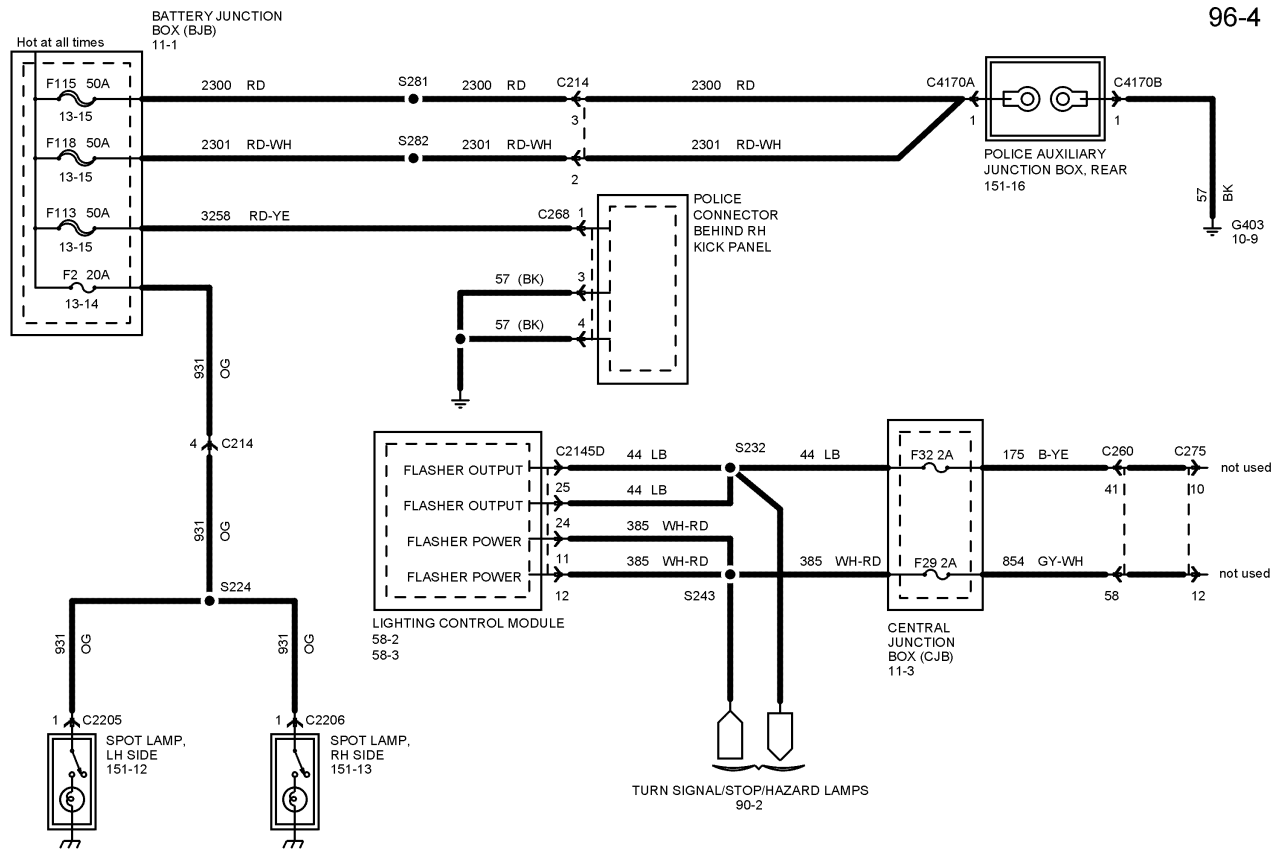 96-4
BATTERY JUNCTION
BOX (BJB)
11-1
Hot at all times
F115 50A
13-15
2300 RD
S281
2300 RD
C214
3
2300 RD
C4170A
1
C4170B
1
F118 50A
13-15
2301 RD-WH
S282
2301 RD-WH
2
2301 RD-WH
POLICE AUXILIARY
JUNCTION BOX, REAR
151-16
57
BK
G403
10-9
F113 50A
13-15
3258 RD-YE
C268
1
POLICE
CONNECTOR
BEHIND RH
KICK PANEL
F2 20A
13-14
57 (BK)
3
57 (BK)
4
931
OG
4
C214
931
OG
S224
931
OG
931
OG
1
C2205
1
C2206
SPOT LAMP,
LH SIDE
151-12
SPOT LAMP,
RH SIDE
151-13
FLASHER OUTPUT
FLASHER OUTPUT
FLASHER POWER
FLASHER POWER
LIGHTING CONTROL MODULE
58-2
58-3
C2145D
25
24
11
12
44 LB
44 LB
385 WH-RD
385 WH-RD
S232
S243
44 LB
385 WH-RD
F32 2A
F29 2A
CENTRAL
JUNCTION
BOX (CJB)
11-3
175 B-YE
C260
41
C275
10
not used
854 GY-WH
58
12
not used
TURN SIGNAL/STOP/HAZARD LAMPS
90-2